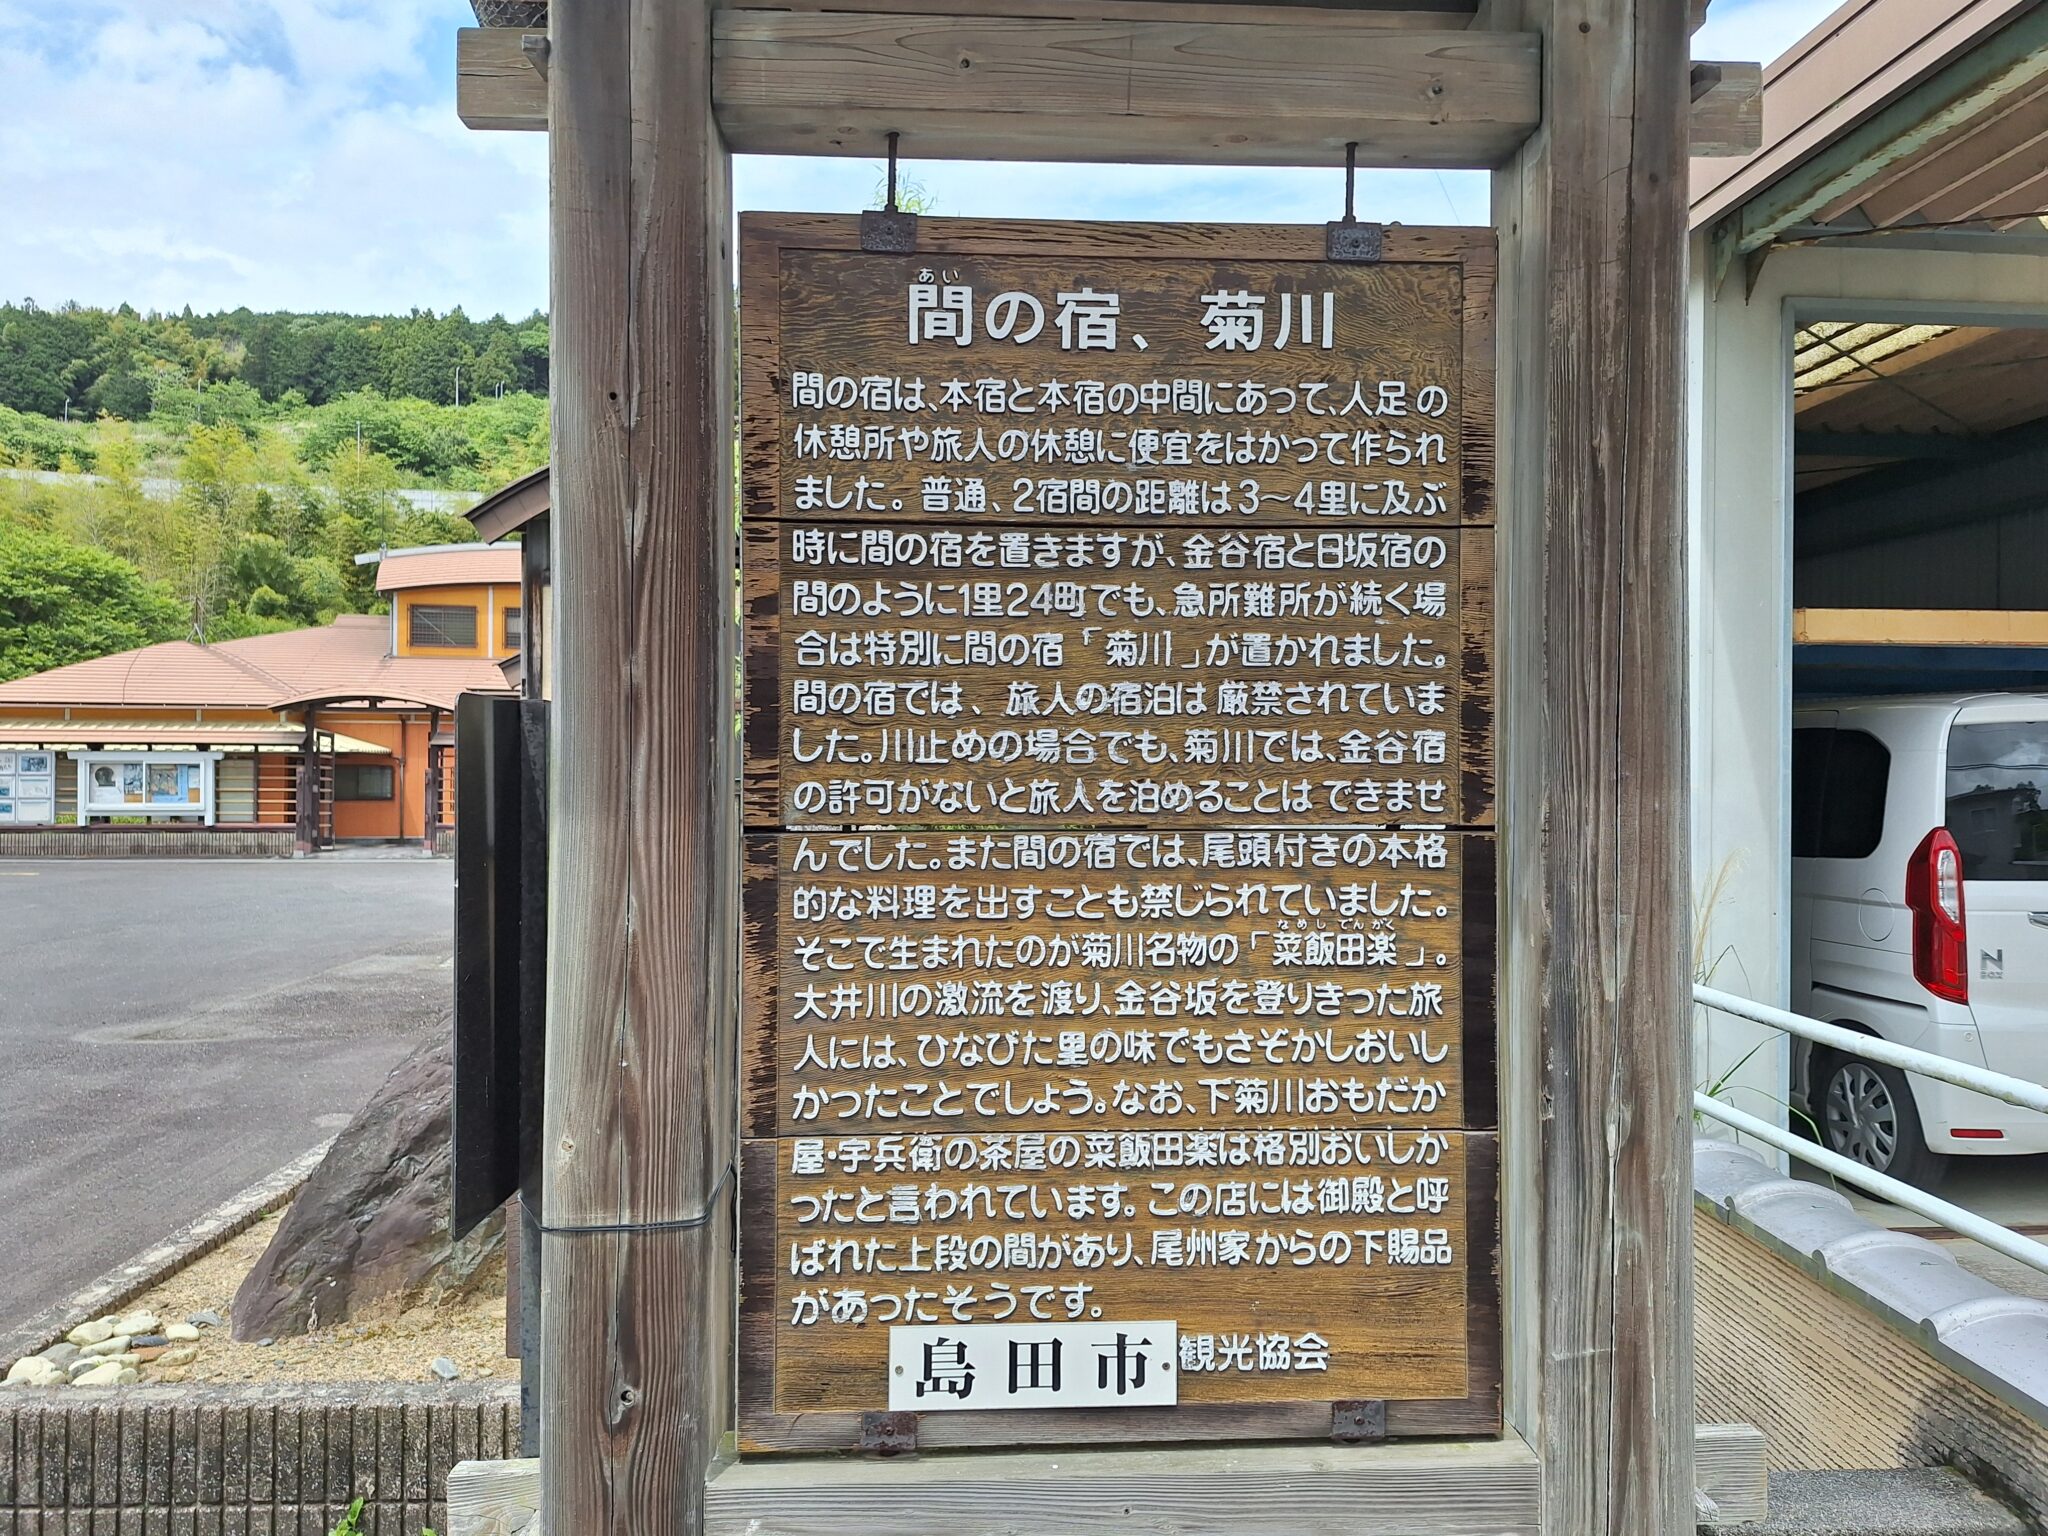 あい
間の宿、菊川
間の宿は、本宿と本宿の中間にあって、人足の
休憩所や旅人の休憩に便宜をはかって作られ
ました。普通、2宿間の距離は3〜4里に及ぶ
時に間の宿を置きますが、金谷宿と日坂宿の
間のように1里24町でも、急所難所が続く場
合は特別に間の宿「菊川」が置かれました。
間の宿では、旅人の宿泊は厳禁されていま
した。川止めの場合でも、菊川では、金谷宿
の許可がないと旅人を泊めることはできませ
んでした。また間の宿では、尾頭付きの本格
的な料理を出すことも禁じられていました。
なめしでんがく
そこで生まれたのが菊川名物の「菜飯田楽」。
大井川の激流を渡り、金谷坂を登りきった旅
人には、ひなびた里の味でもさぞかしおいし
かったことでしょう。なお、下菊川おもだか
屋・宇兵衛の茶屋の菜飯田楽は格別おいしか
ったと言われています。この店には御殿と呼
ばれた上段の間があり、尾州家からの下賜品
があったそうです。
島田市観光協会
N
BOX